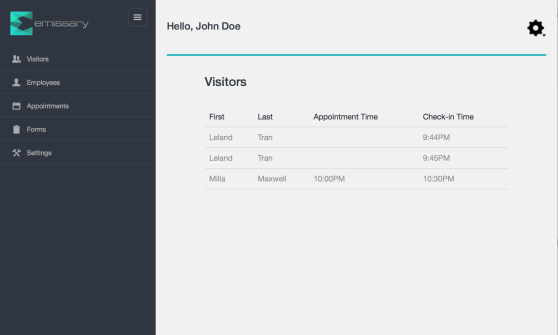 emissary
Hello, John Doe
Visitors
Employees
Appointments
Forms
Settings
Visitors
First Last Appointment Time Check-in Time
Leland Tran 9:44PM
Leland Tran 9:45PM
Milla Maxwell 10:00PM 10:30PM